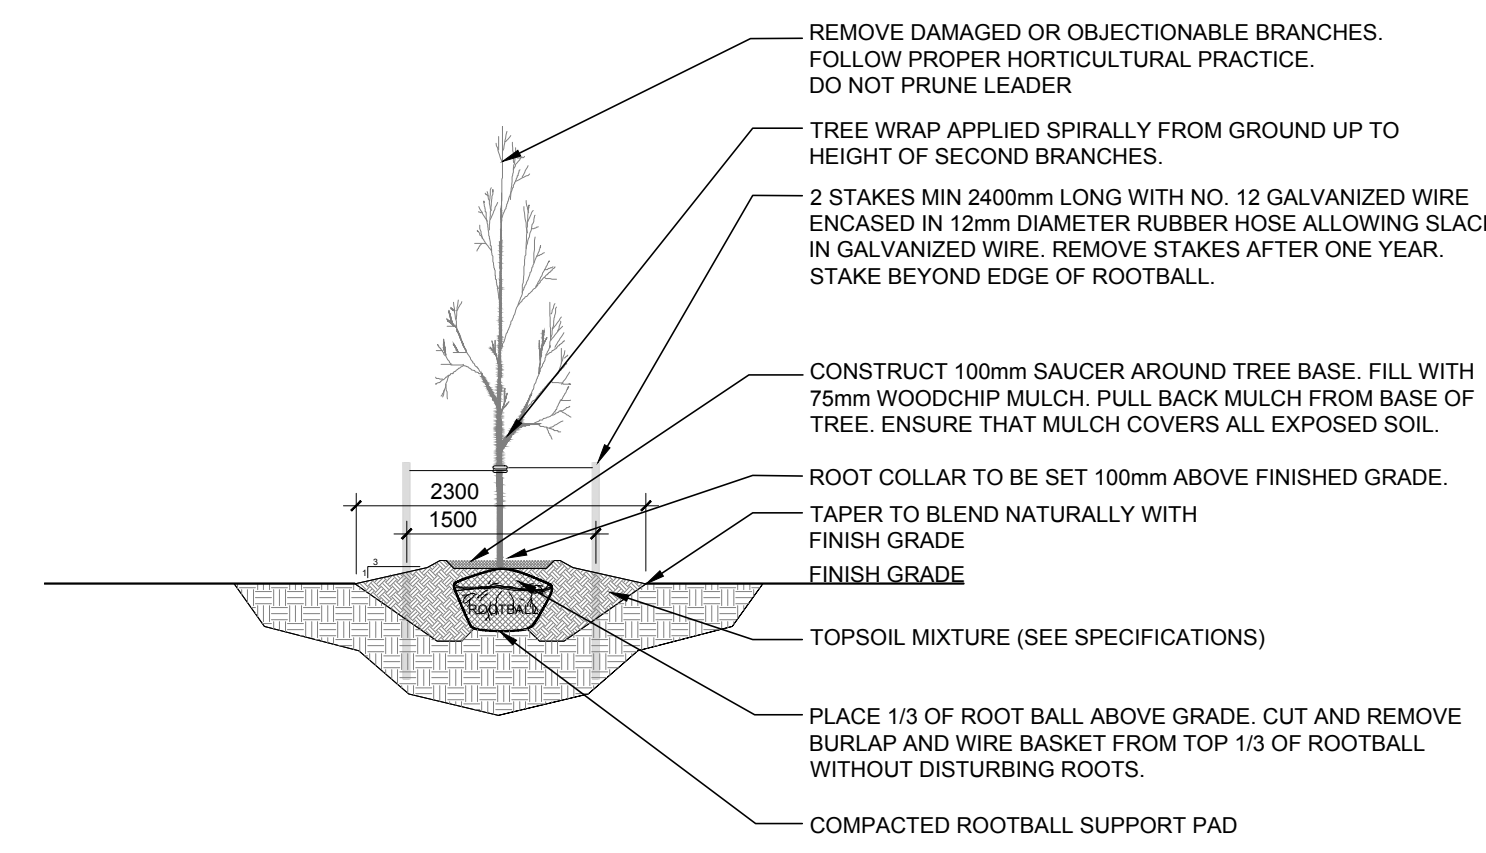 REMOVE DAMAGED OR OBJECTIONABLE BRANCHES.
FOLLOW PROPER HORTICULTURAL PRACTICE.
DO NOT PRUNE LEADER
TREE WRAP APPLIED SPIRALLY FROM GROUND UP TO
HEIGHT OF SECOND BRANCHES.
2 STAKES MIN 2400mm LONG WITH NO. 12 GALVANIZED WIRE
ENCASED IN 12mm DIAMETER RUBBER HOSE ALLOWING SLACK
IN GALVANIZED WIRE. REMOVE STAKES AFTER ONE YEAR.
STAKE BEYOND EDGE OF ROOTBALL.
CONSTRUCT 100mm SAUCER AROUND TREE BASE. FILL WITH
75mm WOODCHIP MULCH. PULL BACK MULCH FROM BASE OF
TREE. ENSURE THAT MULCH COVERS ALL EXPOSED SOIL.
ROOT COLLAR TO BE SET 100mm ABOVE FINISHED GRADE.
2300
1500
TAPER TO BLEND NATURALLY WITH
FINISH GRADE
3
1
FINISH GRADE
ROOTBALL
TOPSOIL MIXTURE (SEE SPECIFICATIONS)
PLACE 1/3 OF ROOT BALL ABOVE GRADE. CUT AND REMOVE
BURLAP AND WIRE BASKET FROM TOP 1/3 OF ROOTBALL
WITHOUT DISTURBING ROOTS.
COMPACTED ROOTBALL SUPPORT PAD